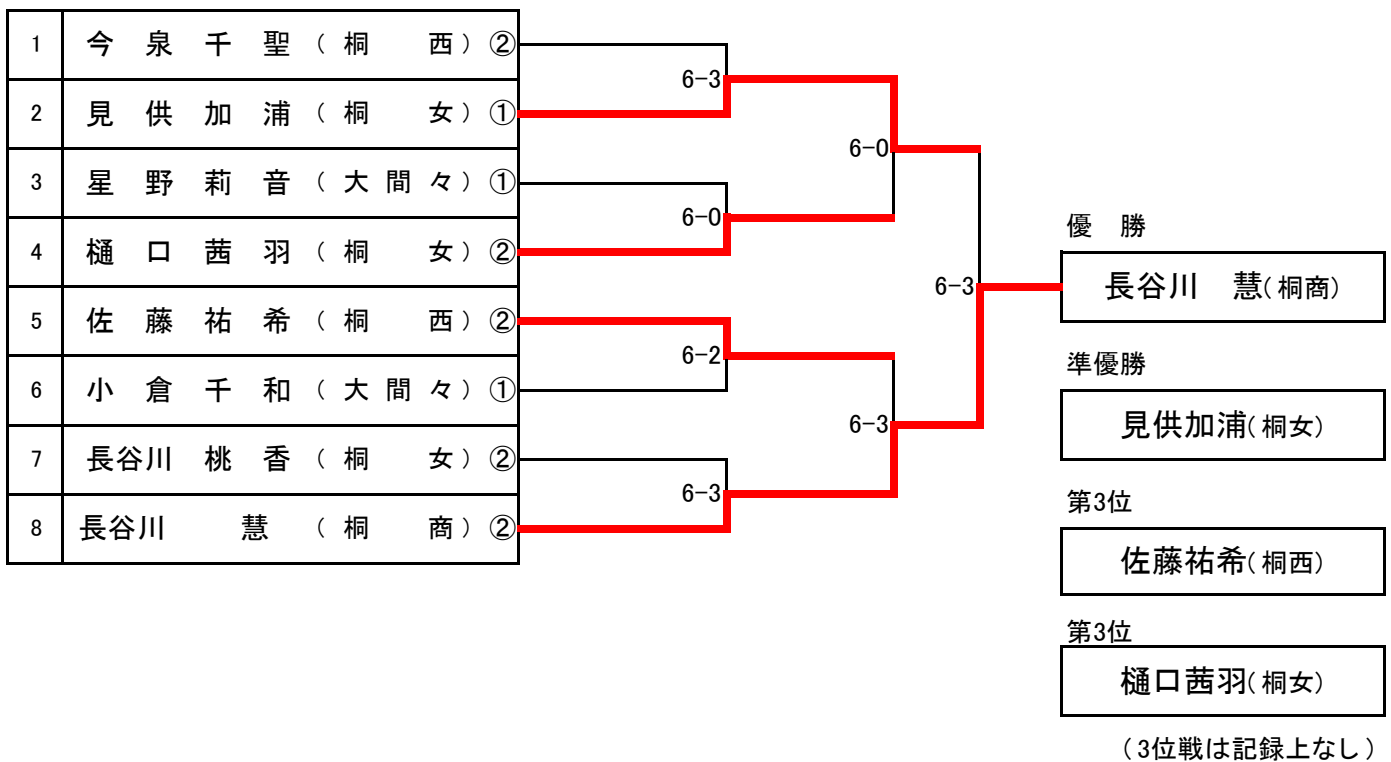 1 今泉千聖（桐西）②
6-3
2 見供加浦（桐女）①
6-0
3 星野莉音（大間々）①
6-0
4 樋口茜羽（桐女）②
6-3
5 佐藤祐希（桐西）②
6-2
6 小倉千和（大間々）①
6-3
7 長谷川桃香（桐女）②
6-3
8 長谷川 慧（桐商）②
優 勝
長谷川 慧（桐商）
準優勝
見供加浦（桐女）
第3位
佐藤祐希（桐西）
第3位
樋口茜羽（桐女）
（3位戦は記録上なし）